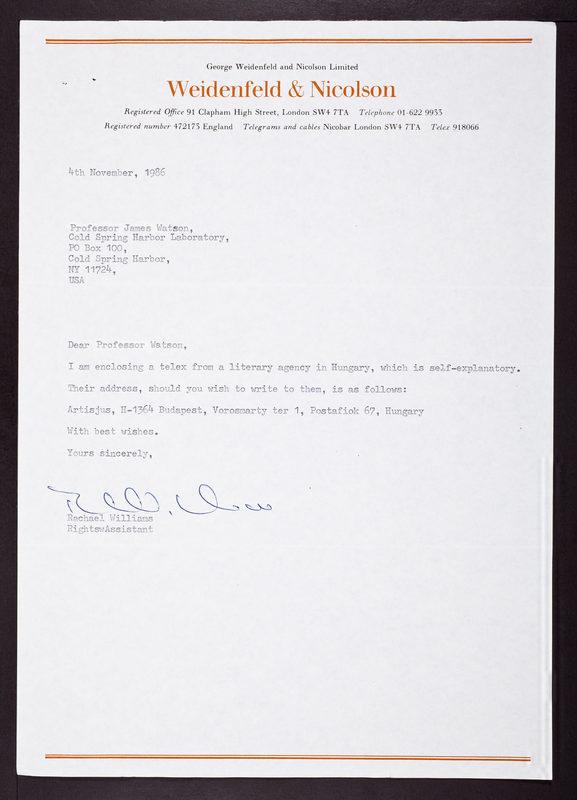 George Weidenfeld and Nicolson Limited
Weidenfeld & Nicolson
Registered Office 91 Clapham High Street, London SW4 7TA Telephone 01-622 9933
Registered number 472173 England Telegrams and cables Nicobar London SW4 7TA Telex 918066
4th November, 1986
Professor James Watson,
Cold Spring Harbor Laboratory,
PO Box 100,
Cold Spring Harbor,
NY 11724,
USA
Dear Professor Watson,
I am enclosing a telex from a literary agency in Hungary, which is self-explanatory.
Their address, should you wish to write to them, is as follows:
Artisjus, H-1364 Budapest, Vorosmarty ter 1, Postafiok 67, Hungary
With best wishes.
Yours sincerely,
Rachael Williams
RightswAssistant